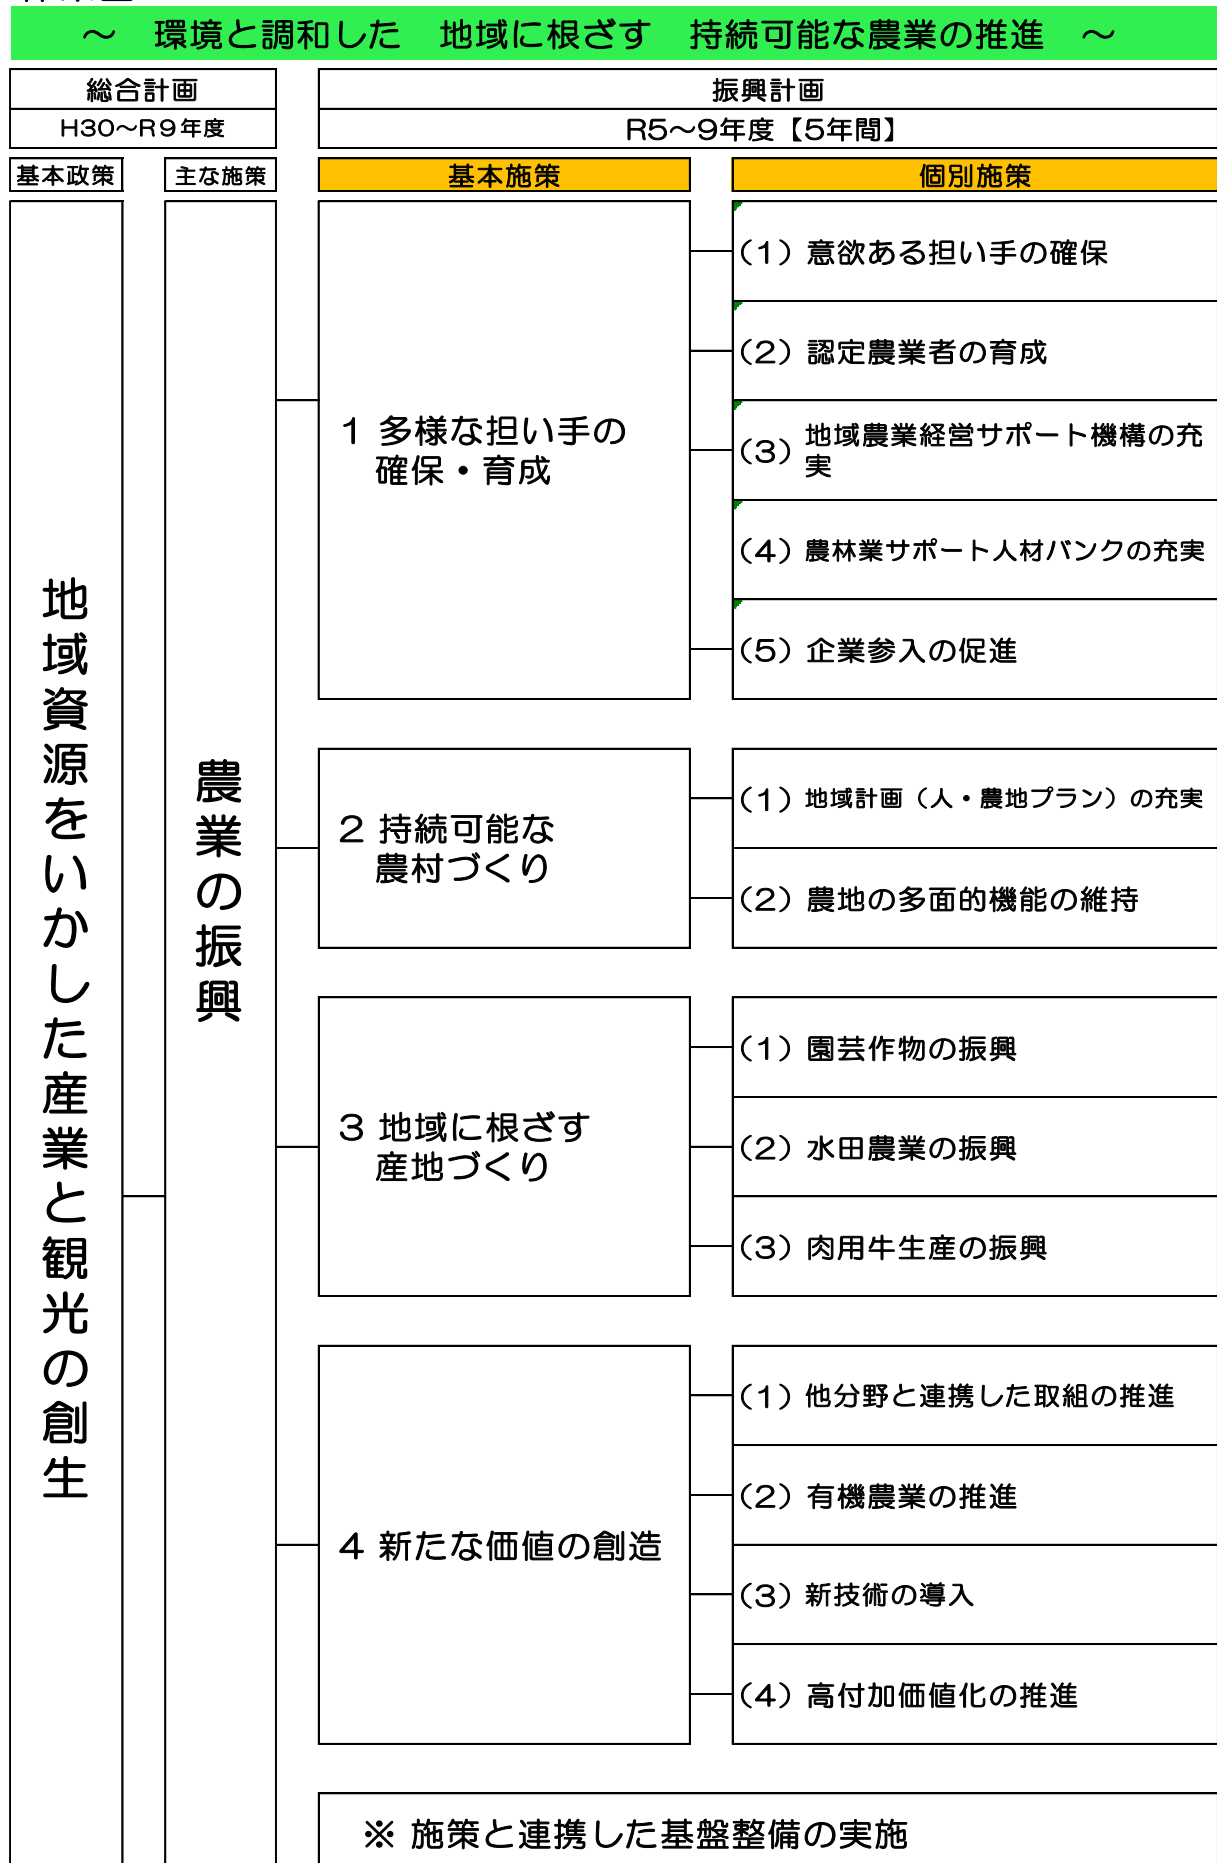 ～　環境と調和した　地域に根ざす　持続可能な農業の推進　～
総合計画
振興計画
H30～R9年度
R5～9年度【5年間】
基本政策
主な施策
基本施策
個別施策
地域資源をいかした産業と観光の創生
農業の振興
1 多様な担い手の
確保・育成
（1）意欲ある担い手の確保
（2）認定農業者の育成
（3）地域農業経営サポート機構の充
実
（4）農林業サポート人材バンクの充実
（5）企業参入の促進
2 持続可能な
農村づくり
（1）地域計画（人・農地プラン）の充実
（2）農地の多面的機能の維持
3 地域に根ざす
産地づくり
（1）園芸作物の振興
（2）水田農業の振興
（3）肉用牛生産の振興
4 新たな価値の創造
（1）他分野と連携した取組の推進
（2）有機農業の推進
（3）新技術の導入
（4）高付加価値化の推進
※ 施策と連携した基盤整備の実施